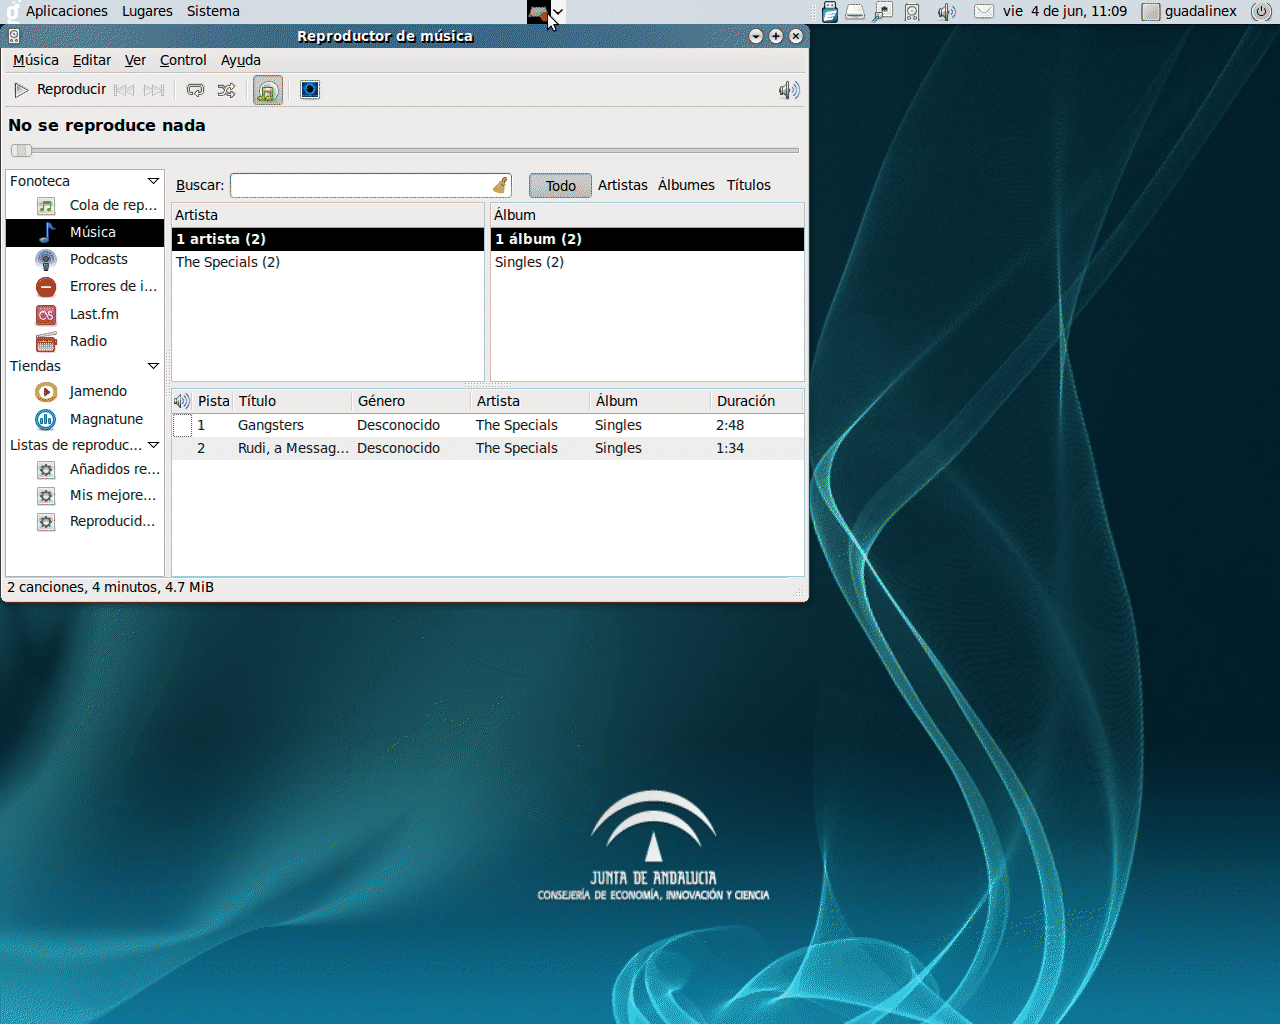 Aplicaciones Lugares Sistema vie 4 de jun, 11:09 guadalinex
Reproductor de música
Música Editar Ver Control Ayuda
Reproducir
No se reproduce nada
Fonoteca
Cola de rep...
Música
Podcasts
Errores de i...
Last.fm
Radio
Tiendas
Jamendo
Magnatune
Listas de reproduc...
Añadidos re...
Mis mejore...
Reproducid...
Buscar: Todo Artistas Álbumes Títulos
Artista Álbum
1 artista (2) 1 álbum (2)
The Specials (2) Singles (2)
Pista Título Género Artista Álbum Duración
1 Gangsters Desconocido The Specials Singles 2:48
2 Rudi, a Messag... Desconocido The Specials Singles 1:34
2 canciones, 4 minutos, 4.7 MiB
JUNTA DE ANDALUCIA
CONSEJERÍA DE ECONOMÍA, INNOVACIÓN Y CIENCIA